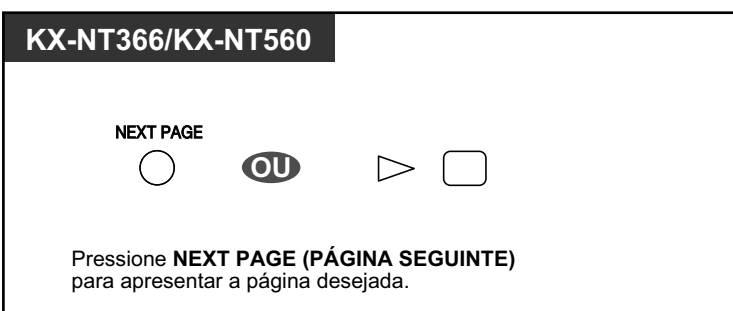 KX-NT366/KX-NT560
NEXT PAGE
OU
Pressione NEXT PAGE (PÁGINA SEGUINTE)
para apresentar a página desejada.